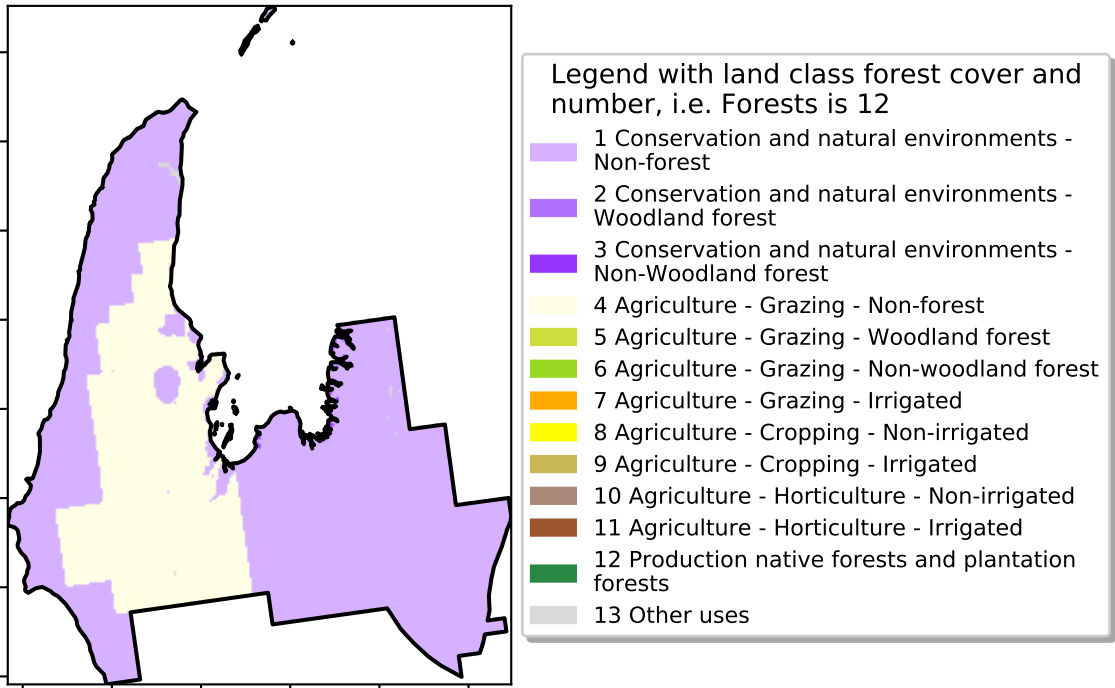 Legend with land class forest cover and
number, i.e. Forests is 12
1 Conservation and natural environments -
Non-forest
2 Conservation and natural environments -
Woodland forest
3 Conservation and natural environments -
Non-Woodland forest
4 Agriculture - Grazing - Non-forest
5 Agriculture - Grazing - Woodland forest
6 Agriculture - Grazing - Non-woodland forest
7 Agriculture - Grazing - Irrigated
8 Agriculture - Cropping - Non-irrigated
9 Agriculture - Cropping - Irrigated
10 Agriculture - Horticulture - Non-irrigated
11 Agriculture - Horticulture - Irrigated
12 Production native forests and plantation
forests
13 Other uses